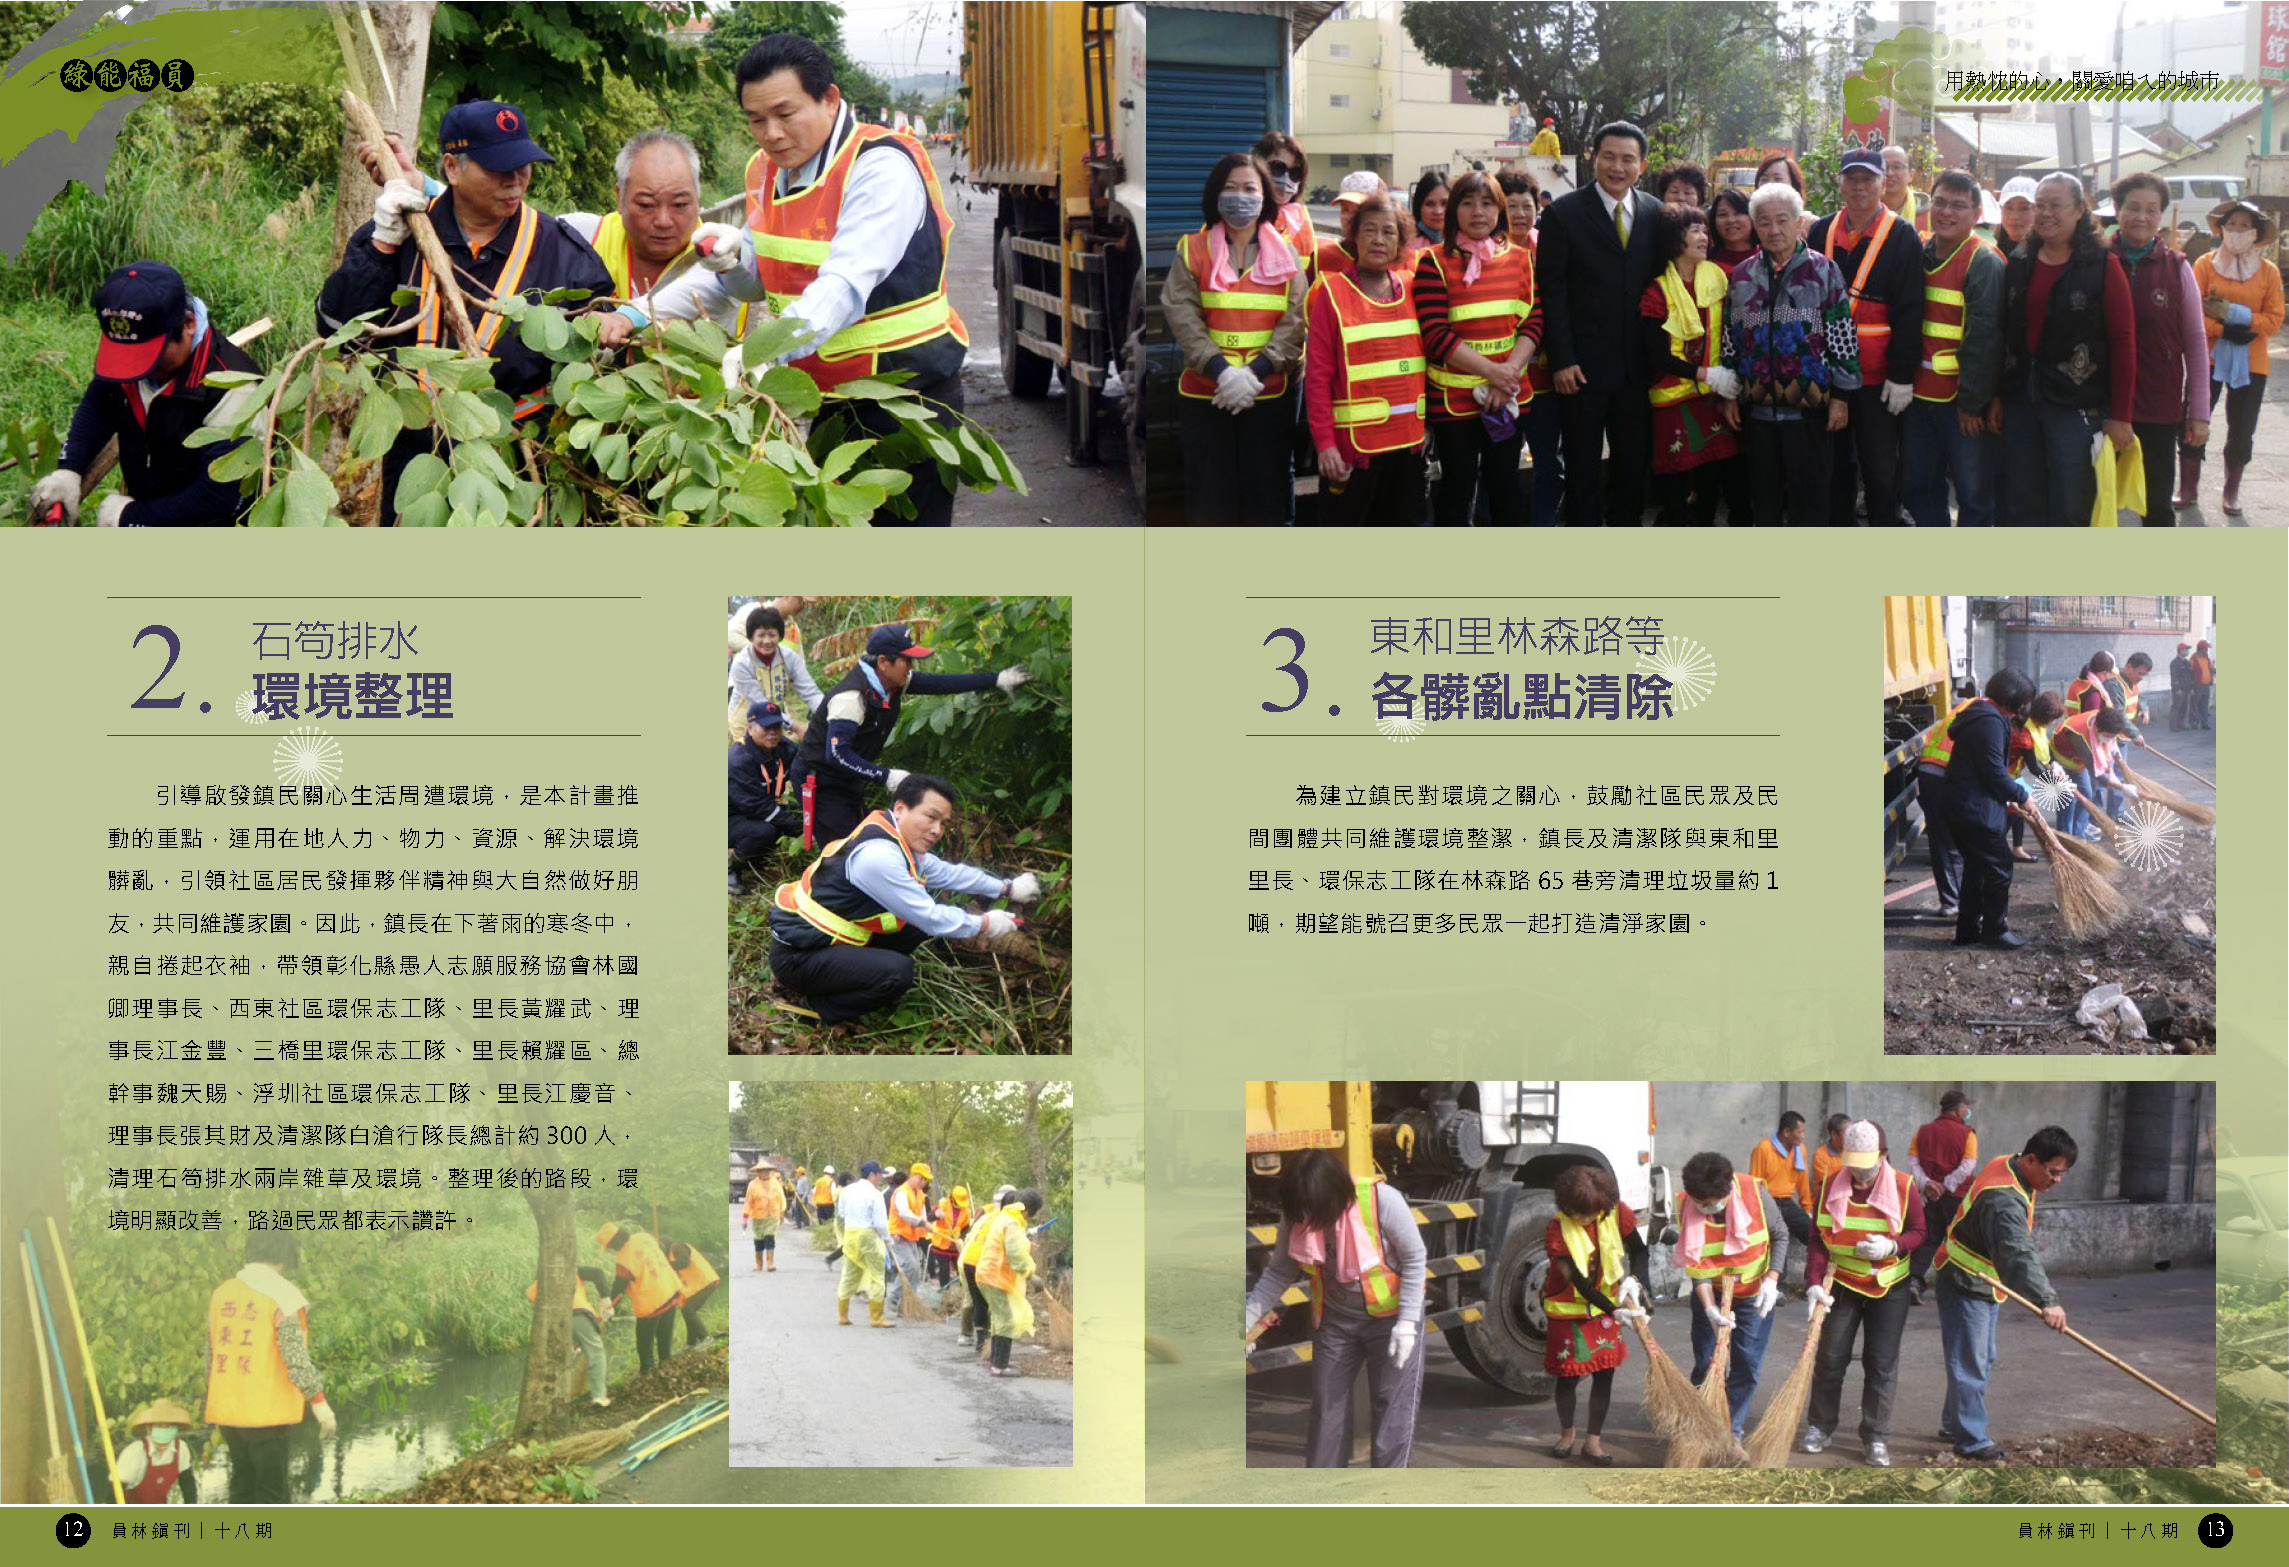 綠能福員
用熱忱的心，關愛咱ㄟ的城市
2. 石笱排水
環境整理
引導啟發鎮民關心生活周遭環境，是本計畫推
動的重點，運用在地人力、物力、資源、解決環境
髒亂，引領社區居民發揮夥伴精神與大自然做好朋
友，共同維護家園。因此，鎮長在下著雨的寒冬中，
親自捲起衣袖，帶領彰化縣愚人志願服務協會林國
卿理事長、西東社區環保志工隊、里長黃耀武、理
事長江金豐、三橋里環保志工隊、里長賴耀區、總
幹事魏天賜、浮圳社區環保志工隊、里長江慶音、
理事長張其財及清潔隊白滄行隊長總計約 300 人，
清理石笱排水兩岸雜草及環境。整理後的路段，環
境明顯改善，路過民眾都表示讚許。
西東里
志工隊
3. 東和里林森路等
各髒亂點清除
為建立鎮民對環境之關心，鼓勵社區民眾及民
間團體共同維護環境整潔，鎮長及清潔隊與東和里
里長、環保志工隊在林森路 65 巷旁清理垃圾量約 1
噸，期望能號召更多民眾一起打造清淨家園。
12 員林鎮刊｜十八期
員林鎮刊｜十八期 13